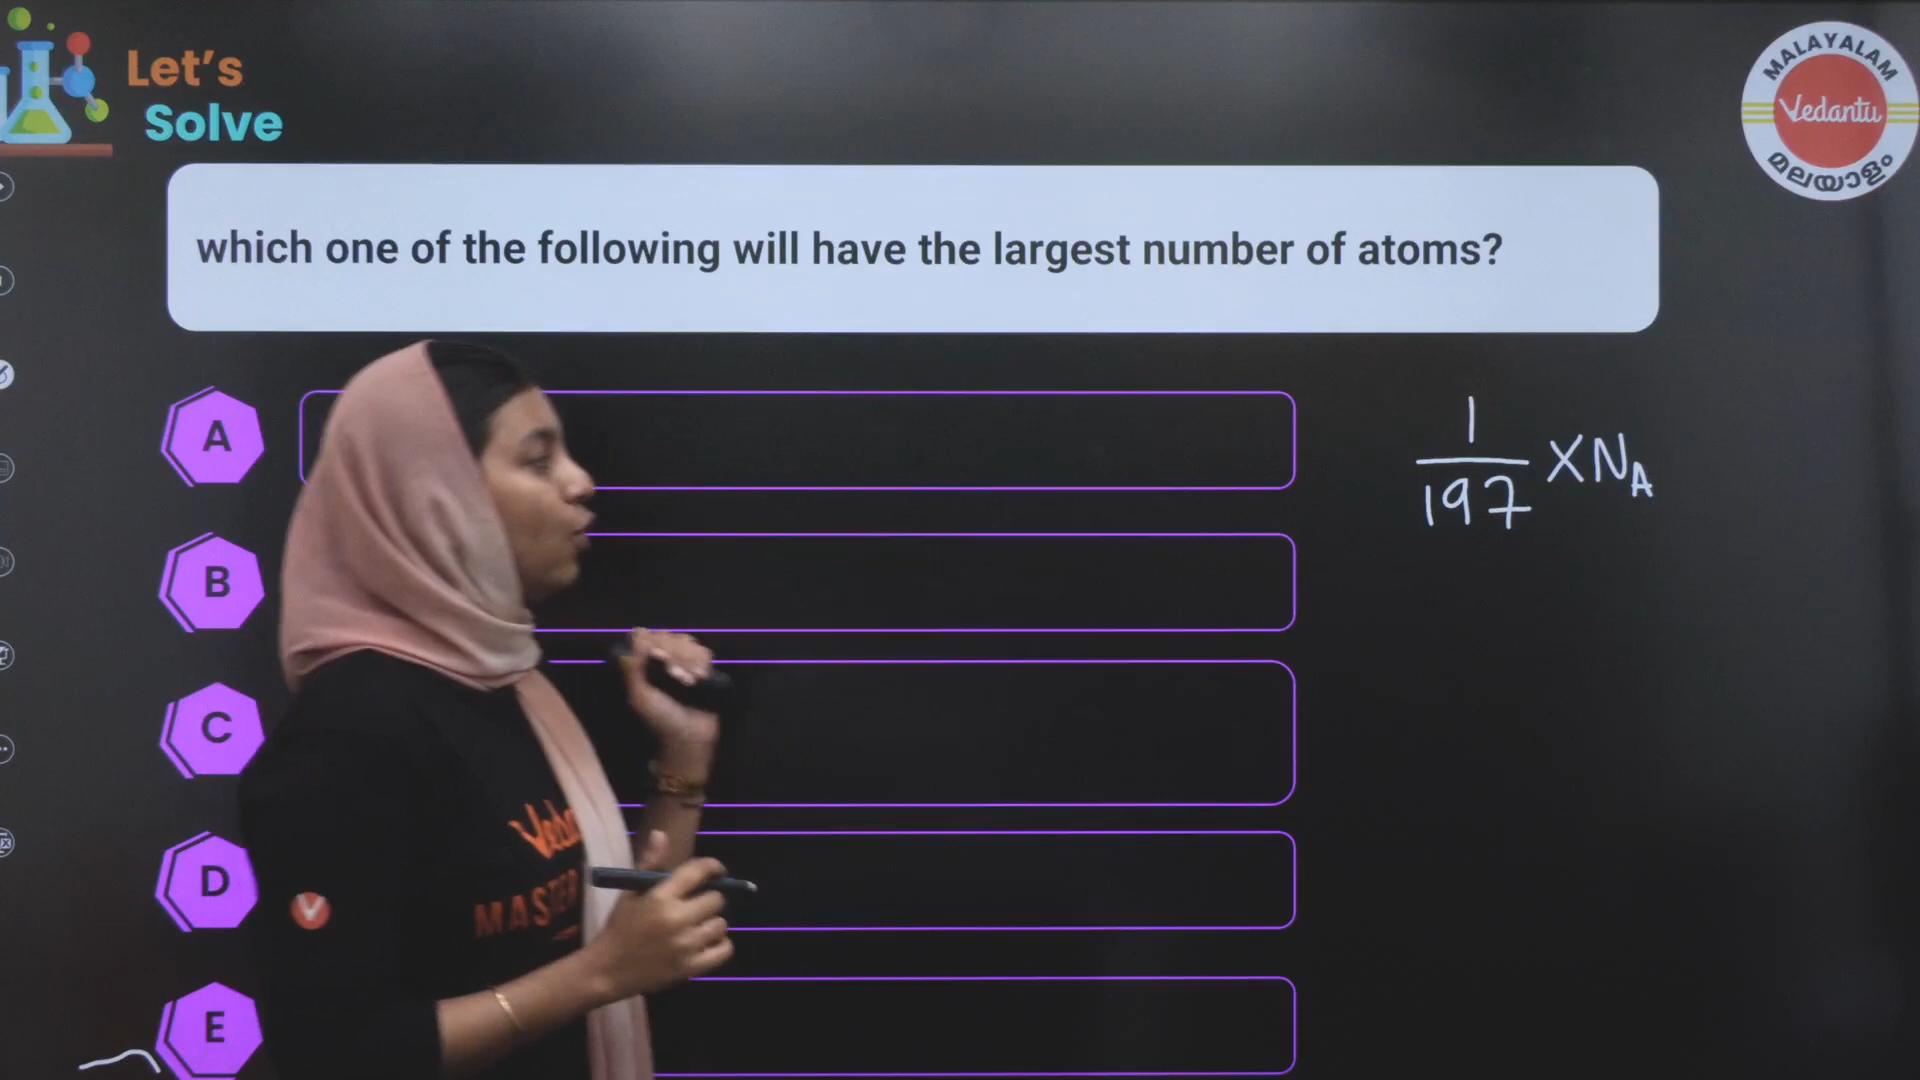 Let's
Solve
MALAYALAM
Vedantu
മലയാളം
which one of the following will have the largest number of atoms?
A
1
197 X NA
B
C
D
MASTER
E